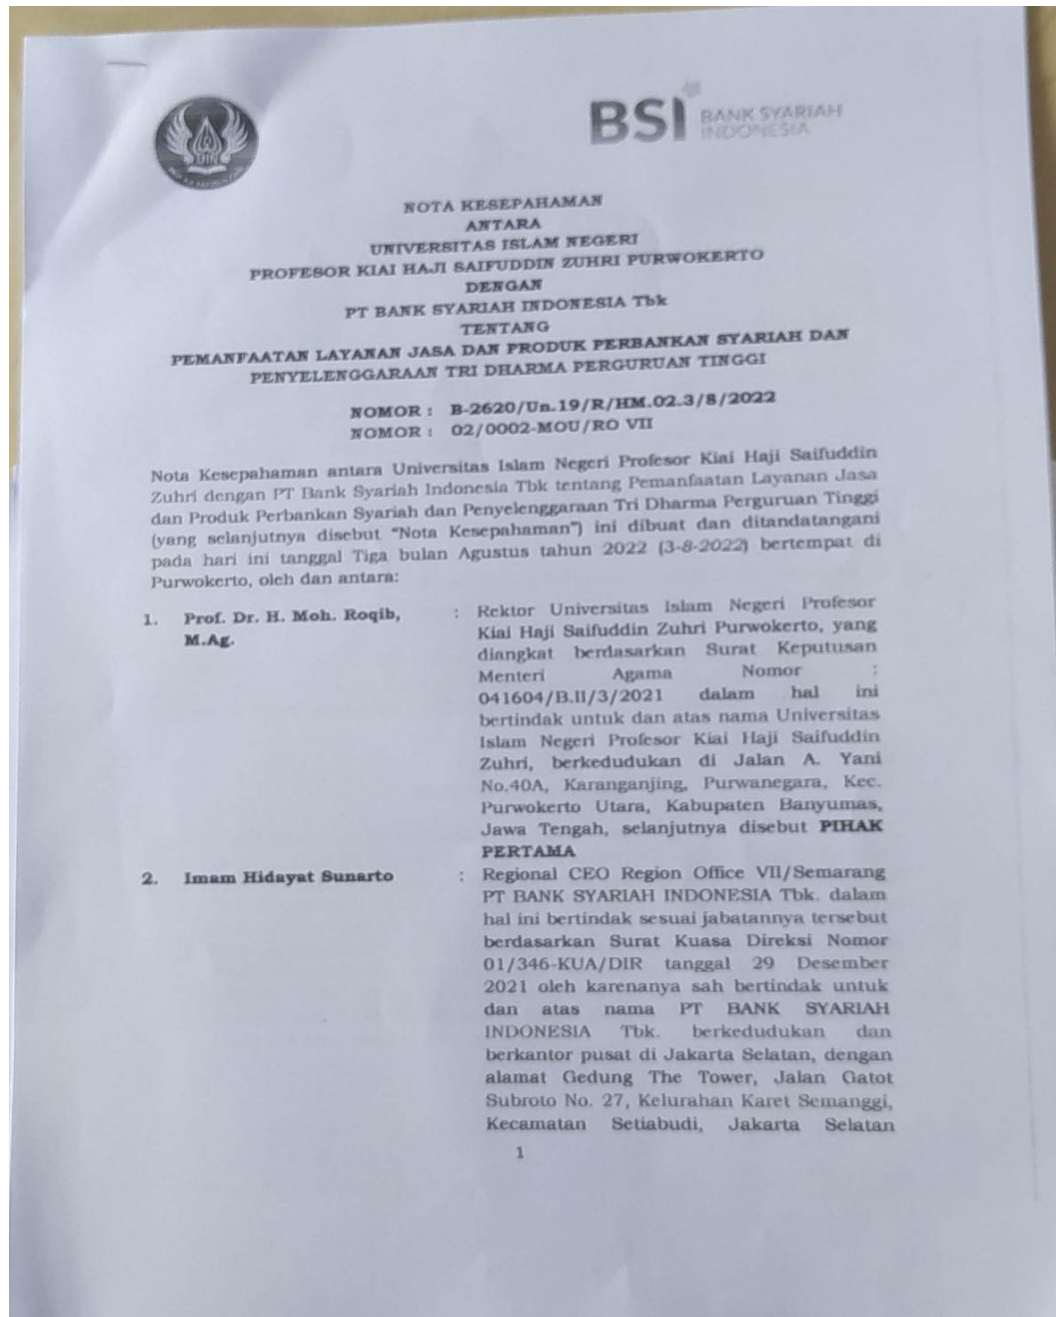 BSI BANK SYARIAH
INDONESIA
UIN
NOTA KESEPAHAMAN
ANTARA
UNIVERSITAS ISLAM NEGERI
PROFESOR KIAI HAJI SAIFUDDIN ZUHRI PURWOKERTO
DENGAN
PT BANK SYARIAH INDONESIA Tbk
TENTANG
PEMANFAATAN LAYANAN JASA DAN PRODUK PERBANKAN SYARIAH DAN
PENYELENGGARAAN TRI DHARMA PERGURUAN TINGGI
NOMOR : B-2620/Un.19/R/HM.02.3/8/2022
NOMOR : 02/0002-MOU/RO VII
Nota Kesepahaman antara Universitas Islam Negeri Profesor Kiai Haji Saifuddin
Zuhri dengan PT Bank Syariah Indonesia Tbk tentang Pemanfaatan Layanan Jasa
dan Produk Perbankan Syariah dan Penyelenggaraan Tri Dharma Perguruan Tinggi
(yang selanjutnya disebut “Nota Kesepahaman”) ini dibuat dan ditandatangani
pada hari ini tanggal Tiga bulan Agustus tahun 2022 (3-8-2022) bertempat di
Purwokerto, oleh dan antara:
1. Prof. Dr. H. Moh. Roqib,
M.Ag.
: Rektor Universitas Islam Negeri Profesor
Kiai Haji Saifuddin Zuhri Purwokerto, yang
diangkat berdasarkan Surat Keputusan
Menteri Agama Nomor :
041604/B.II/3/2021 dalam hal ini
bertindak untuk dan atas nama Universitas
Islam Negeri Profesor Kiai Haji Saifuddin
Zuhri, berkedudukan di Jalan A. Yani
No.40A, Karanganjing, Purwanegara, Kec.
Purwokerto Utara, Kabupaten Banyumas,
Jawa Tengah, selanjutnya disebut PIHAK
PERTAMA
2. Imam Hidayat Sunarto
: Regional CEO Region Office VII/Semarang
PT BANK SYARIAH INDONESIA Tbk. dalam
hal ini bertindak sesuai jabatannya tersebut
berdasarkan Surat Kuasa Direksi Nomor
01/346-KUA/DIR tanggal 29 Desember
2021 oleh karenanya sah bertindak untuk
dan atas nama PT BANK SYARIAH
INDONESIA Tbk. berkedudukan dan
berkantor pusat di Jakarta Selatan, dengan
alamat Gedung The Tower, Jalan Gatot
Subroto No. 27, Kelurahan Karet Semanggi,
Kecamatan Setiabudi, Jakarta Selatan
1